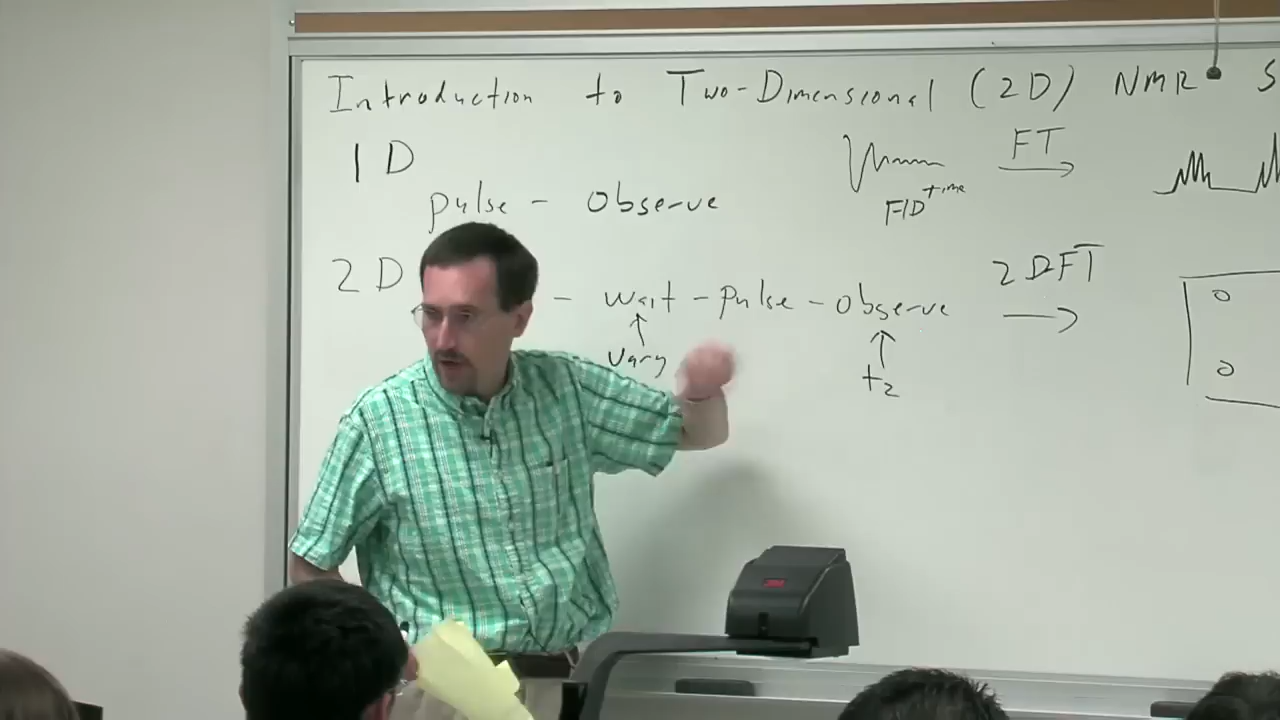 Introduction to Two-Dimensional (2D) NMR S
1D
pulse - observe
FID
time
FT
2D
- wait - pulse - observe
vary
t2
2DFT
3M